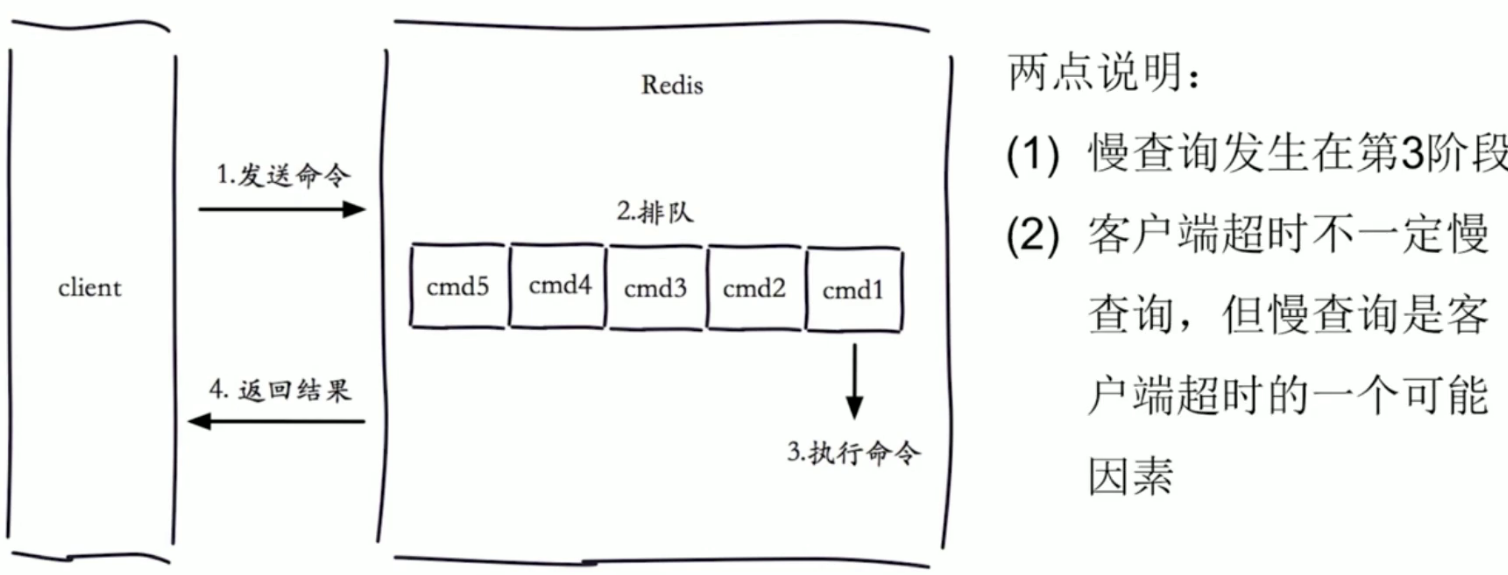 Redis
1.发送命令
2.排队
client
cmd5
cmd4
cmd3
cmd2
cmd1
4. 返回结果
3.执行命令
两点说明：
(1) 慢查询发生在第3阶段
(2) 客户端超时不一定慢
查询，但慢查询是客
户端超时的一个可能
因素